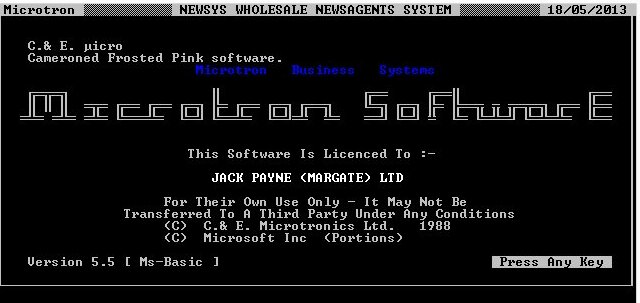 Microtron NEWSYS WHOLESALE NEWSAGENTS SYSTEM 18/05/2013
C.& E. µicro
Cameroned Frosted Pink software.
Microtron Business Systems
Microtron SoftwarE
This Software Is Licenced To :-
JACK PAYNE (MARGATE) LTD
For Their Own Use Only - It May Not Be
Transferred To A Third Party Under Any Conditions
(C) C.& E. Microtronics Ltd. 1988
(C) Microsoft Inc (Portions)
Version 5.5 [ Ms-Basic ] Press Any Key